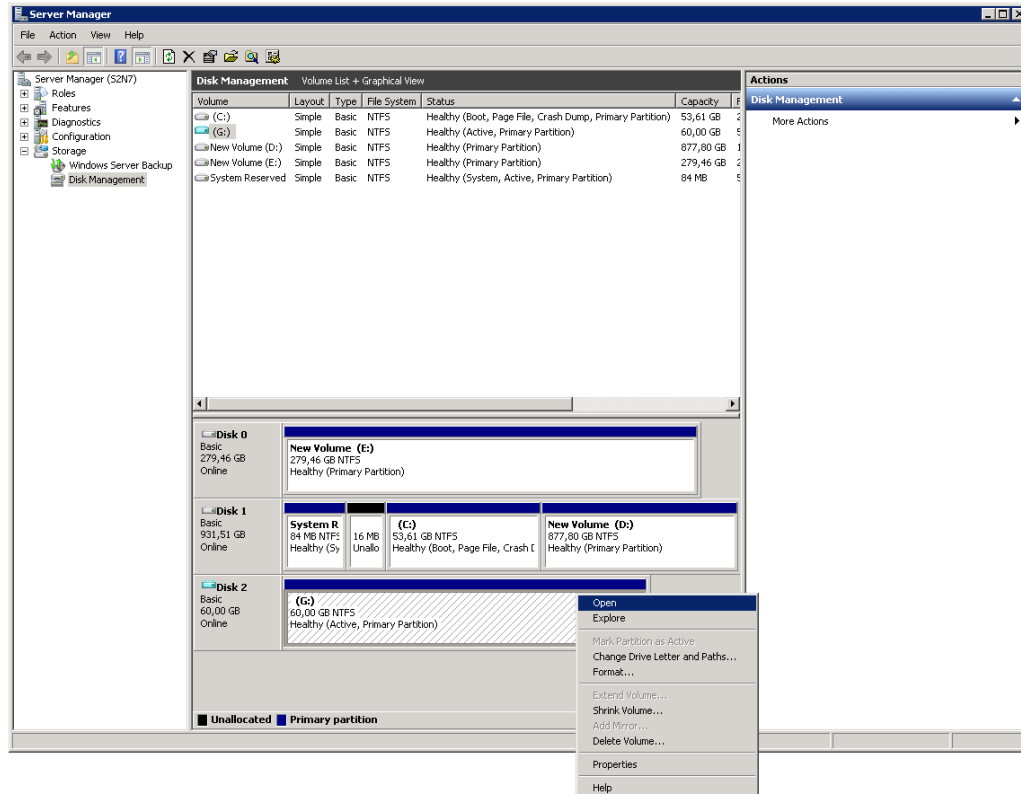 Server Manager
File Action View Help
Server Manager (S2N7)
Roles
Features
Diagnostics
Configuration
Storage
Windows Server Backup
Disk Management
Disk Management Volume List + Graphical View
Volume Layout Type File System Status Capacity F
(C:) Simple Basic NTFS Healthy (Boot, Page File, Crash Dump, Primary Partition) 53,61 GB 2
(G:) Simple Basic NTFS Healthy (Active, Primary Partition) 60,00 GB 5
New Volume (D:) Simple Basic NTFS Healthy (Primary Partition) 877,80 GB 1
New Volume (E:) Simple Basic NTFS Healthy (Primary Partition) 279,46 GB 2
System Reserved Simple Basic NTFS Healthy (System, Active, Primary Partition) 84 MB 5
Disk 0
Basic
279,46 GB
Online
New Volume (E:)
279,46 GB NTFS
Healthy (Primary Partition)
Disk 1
Basic
931,51 GB
Online
System R
84 MB NTFS
Healthy (Sy
16 MB
Unallo
(C:)
53,61 GB NTFS
Healthy (Boot, Page File, Crash D
New Volume (D:)
877,80 GB NTFS
Healthy (Primary Partition)
Disk 2
Basic
60,00 GB
Online
(G:)
60,00 GB NTFS
Healthy (Active, Primary Partition)
Unallocated Primary partition
Open
Explore
Mark Partition as Active
Change Drive Letter and Paths...
Format...
Extend Volume...
Shrink Volume...
Add Mirror...
Delete Volume...
Properties
Help
Actions
Disk Management
More Actions